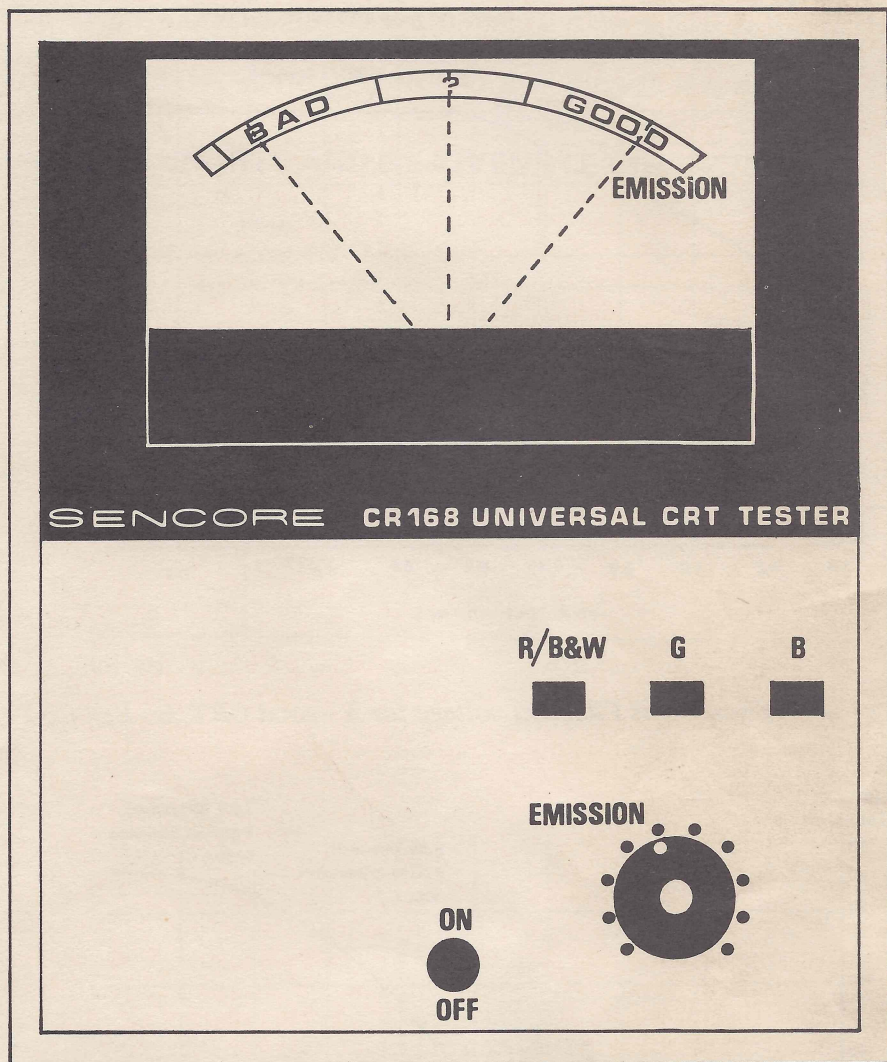 BAD ? GOOD
EMISSiON
SENCORE CR168 UNIVERSAL CRT TESTER
R/B&W G B
EMISSION
ON
OFF